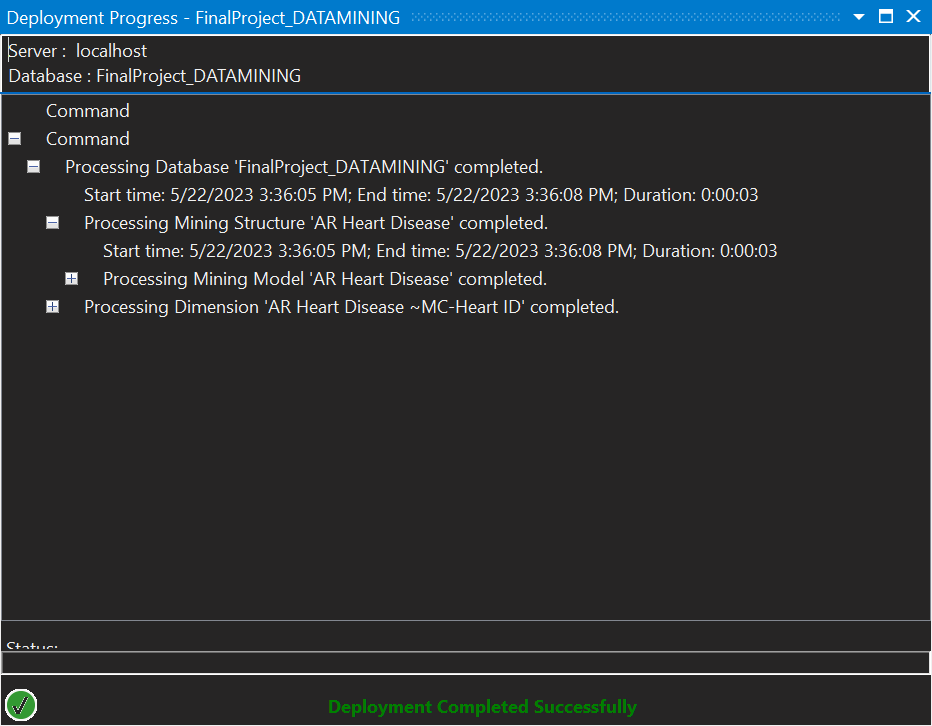 Deployment Progress - FinalProject_DATAMINING
Server :  localhost
Database : FinalProject_DATAMINING
Command
Command
Processing Database 'FinalProject_DATAMINING' completed.
Start time: 5/22/2023 3:36:05 PM; End time: 5/22/2023 3:36:08 PM; Duration: 0:00:03
Processing Mining Structure 'AR Heart Disease' completed.
Start time: 5/22/2023 3:36:05 PM; End time: 5/22/2023 3:36:08 PM; Duration: 0:00:03
Processing Mining Model 'AR Heart Disease' completed.
Processing Dimension 'AR Heart Disease ~MC-Heart ID' completed.
Status:
Deployment Completed Successfully